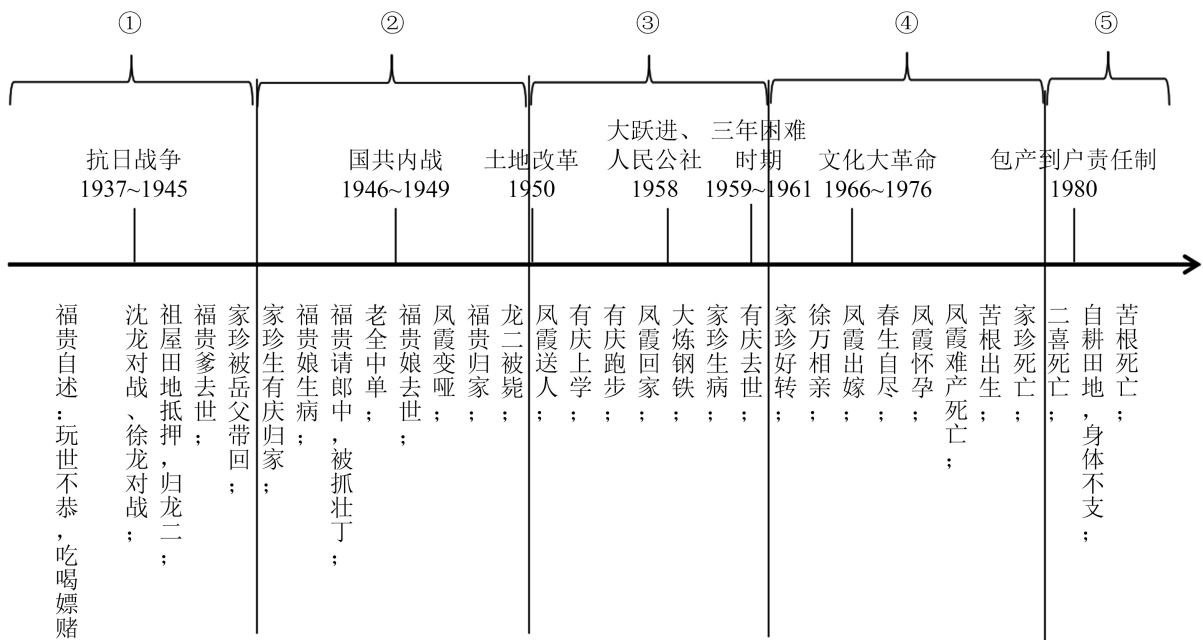 ①
②
③
④
⑤
抗日战争
1937~1945
国共内战
1946~1949
土地改革
1950
大跃进、
人民公社
1958
三年困难
时期
1959~1961
文化大革命
1966~1976
包产到户责任制
1980
福贵自述：玩世不恭，吃喝嫖赌
沈龙对战、徐龙对战；
祖屋田地抵押，归龙二；
福贵爹去世；
家珍被岳父带回；
家珍生有庆归家；
福贵娘生病；
福贵请郎中，被抓壮丁；
老全中单；
福贵娘去世；
凤霞变哑；
福贵归家；
龙二被毙；
凤霞送人；
有庆上学；
有庆跑步；
凤霞回家；
大炼钢铁；
家珍生病；
有庆去世；
家珍好转；
徐万相亲；
凤霞出嫁；
春生自尽；
凤霞怀孕；
凤霞难产死亡；
苦根出生；
家珍死亡；
二喜死亡；
自耕田地，身体不支；
苦根死亡；